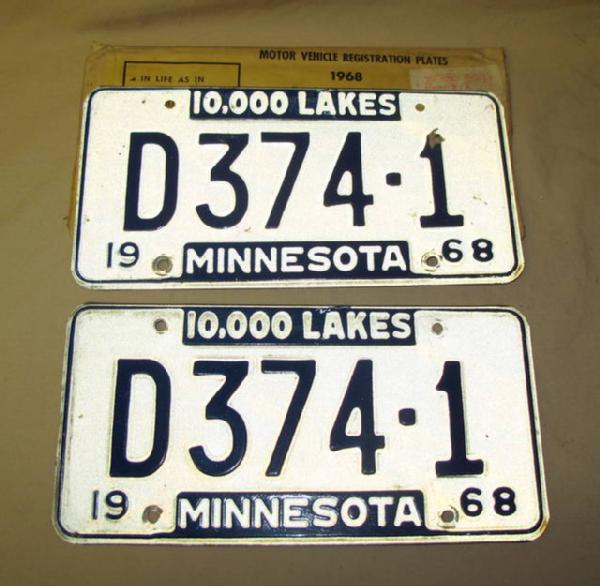 MOTOR VEHICLE REGISTRATION PLATES
IN LIFE AS IN
1968
10,000 LAKES
D374·1
19 MINNESOTA 68
10,000 LAKES
D374·1
19 MINNESOTA 68